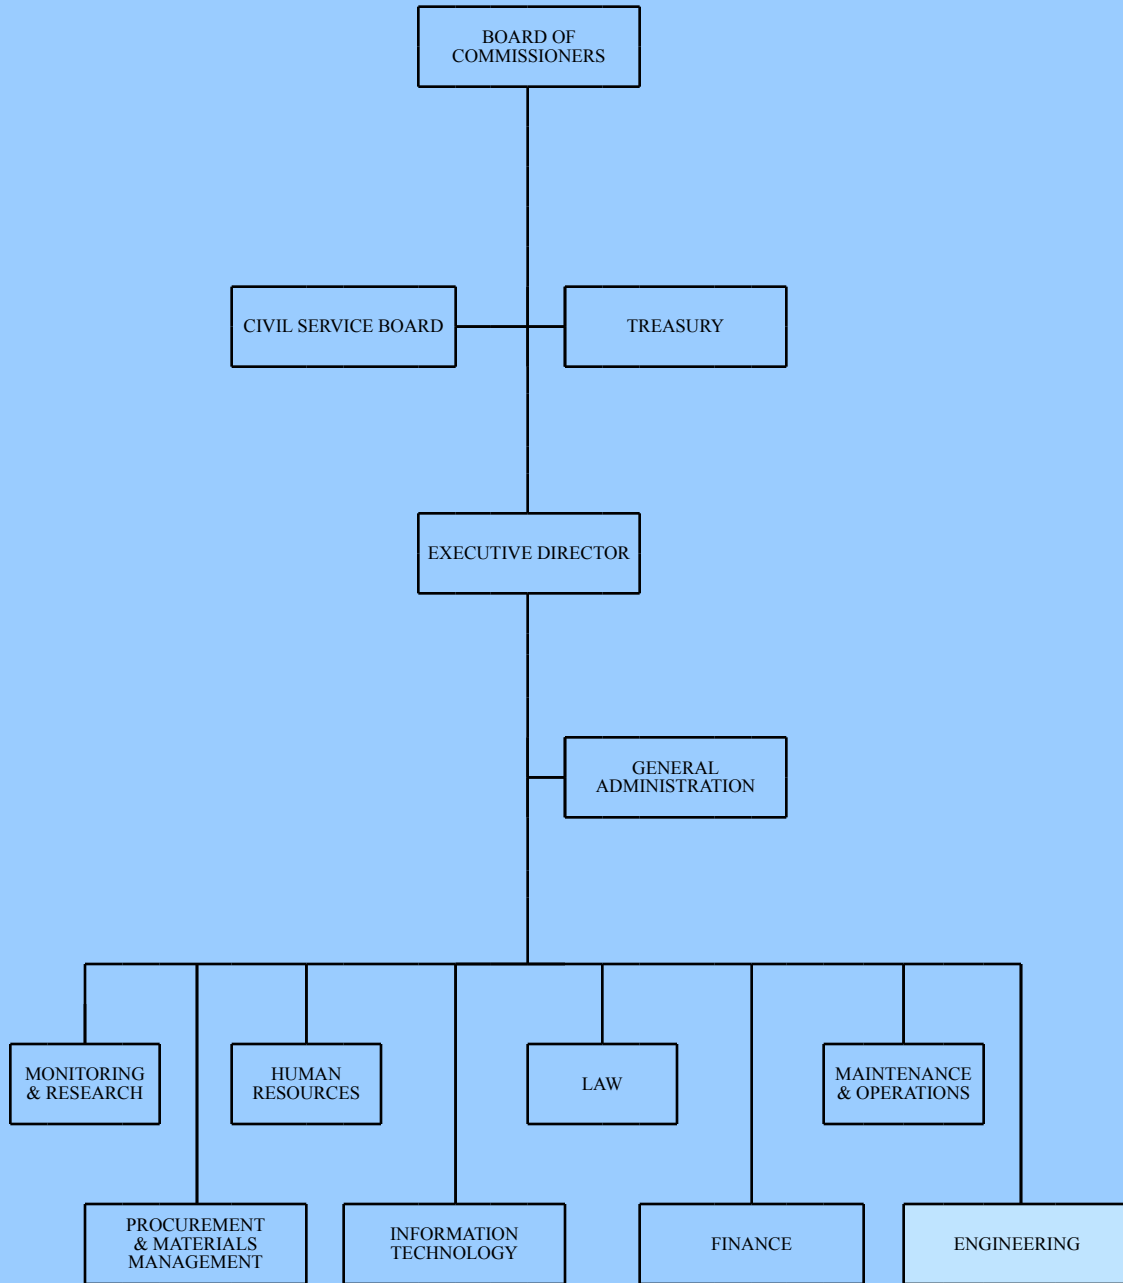 BOARD OF
COMMISSIONERS
CIVIL SERVICE BOARD
TREASURY
EXECUTIVE DIRECTOR
GENERAL
ADMINISTRATION
MONITORING
& RESEARCH
HUMAN
RESOURCES
LAW
MAINTENANCE
& OPERATIONS
PROCUREMENT
& MATERIALS
MANAGEMENT
INFORMATION
TECHNOLOGY
FINANCE
ENGINEERING